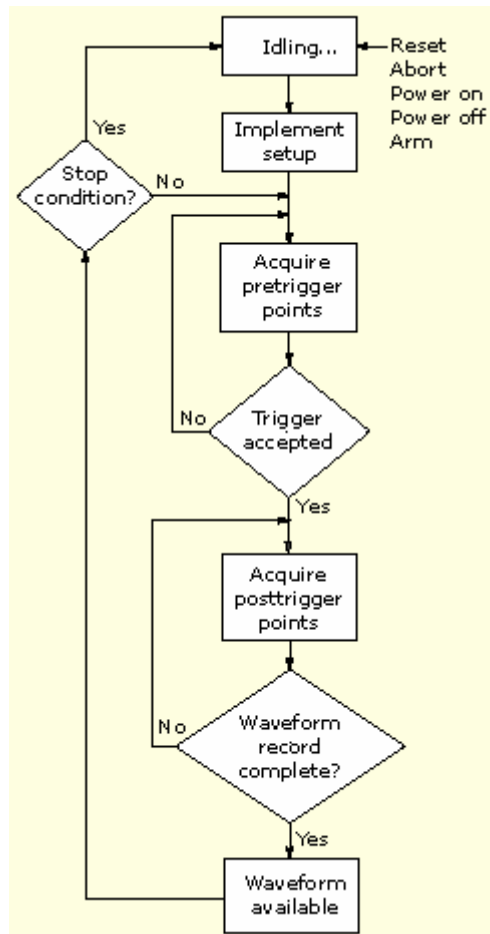 Idling...
Reset
Abort
Power on
Power off
Arm
Implement
setup
Yes
Stop
condition?
No
Acquire
pretrigger
points
No
Trigger
accepted
Yes
Acquire
posttrigger
points
No
Waveform
record
complete?
Yes
Waveform
available